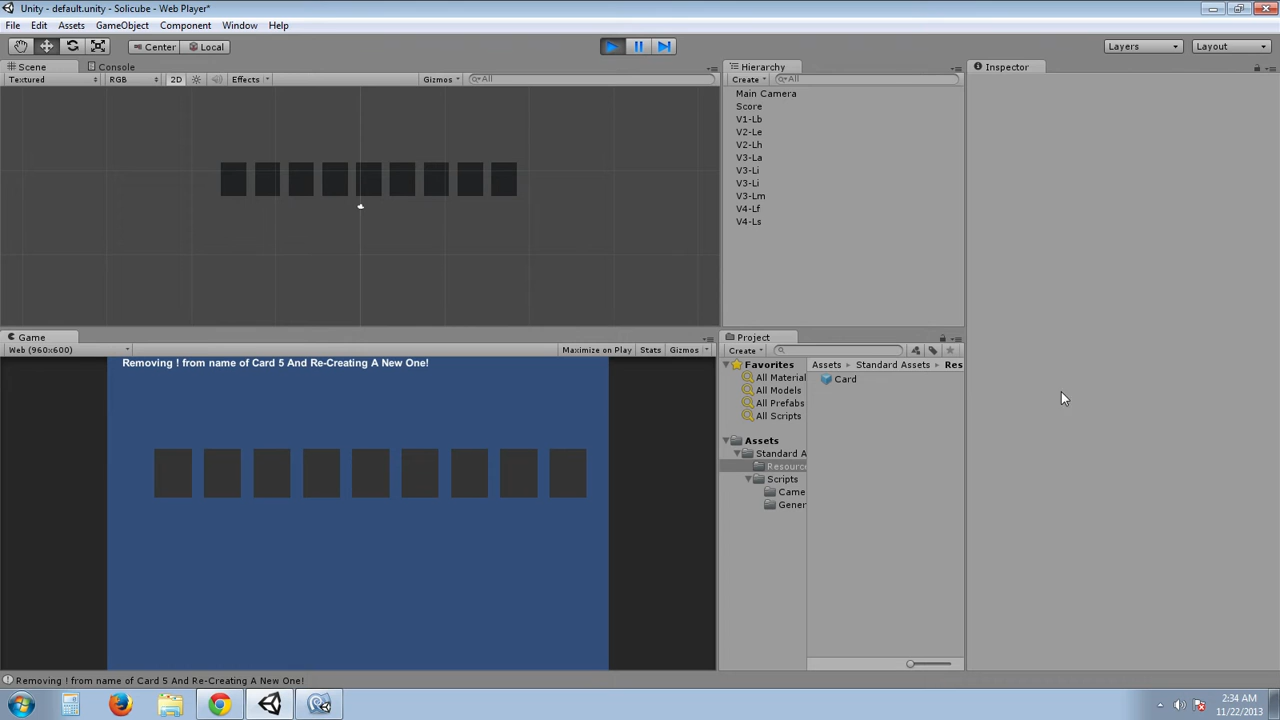 Unity - default.unity - Solicube - Web Player*
File Edit Assets GameObject Component Window Help
Center Local Layers Layout
Scene Console Hierarchy Inspector
Textured RGB 2D Effects Gizmos All Create All
Main Camera
Score
V1-Lb
V2-Le
V2-Lh
V3-La
V3-Li
V3-Li
V3-Lm
V4-Lf
V4-Ls
Game Project
Web (960x600) Maximize on Play Stats Gizmos Create
Removing ! from name of Card 5 And Re-Creating A New One!
Favorites Assets Standard Assets Res
All Material Card
All Models
All Prefabs
All Scripts
Assets
Standard A
Resource
Scripts
Came
Gener
Removing ! from name of Card 5 And Re-Creating A New One!
2:34 AM
11/22/2013